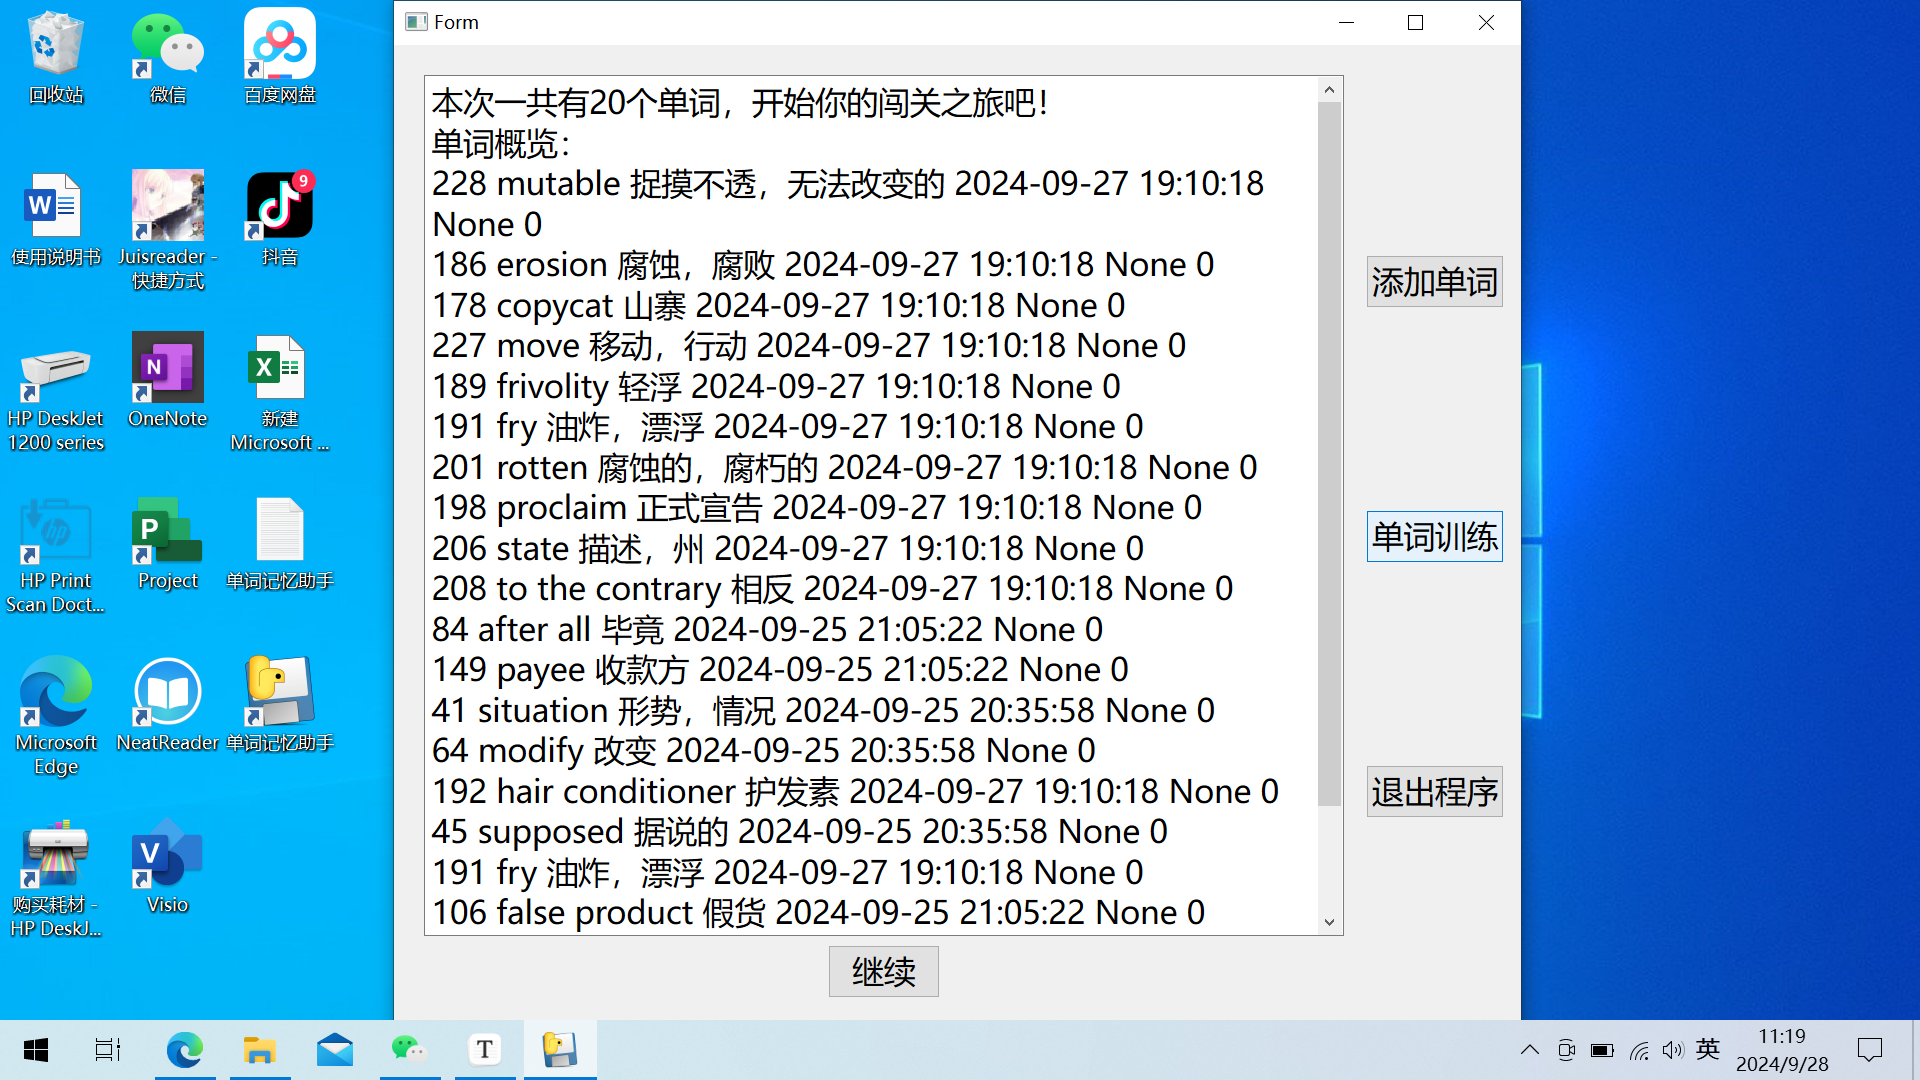 回收站
微信
百度网盘
使用说明书
Juisreader -
快捷方式
9
抖音
HP DeskJet
1200 series
OneNote
新建
Microsoft ...
HP Print
Scan Doct...
Project
单词记忆助手
Microsoft
Edge
NeatReader
单词记忆助手
购买耗材 -
HP DeskJ...
Visio
Form
本次一共有20个单词，开始你的闯关之旅吧！
单词概览：
228 mutable 捉摸不透，无法改变的 2024-09-27 19:10:18
None 0
186 erosion 腐蚀，腐败 2024-09-27 19:10:18 None 0
178 copycat 山寨 2024-09-27 19:10:18 None 0
227 move 移动，行动 2024-09-27 19:10:18 None 0
189 frivolity 轻浮 2024-09-27 19:10:18 None 0
191 fry 油炸，漂浮 2024-09-27 19:10:18 None 0
201 rotten 腐蚀的，腐朽的 2024-09-27 19:10:18 None 0
198 proclaim 正式宣告 2024-09-27 19:10:18 None 0
206 state 描述，州 2024-09-27 19:10:18 None 0
208 to the contrary 相反 2024-09-27 19:10:18 None 0
84 after all 毕竟 2024-09-25 21:05:22 None 0
149 payee 收款方 2024-09-25 21:05:22 None 0
41 situation 形势，情况 2024-09-25 20:35:58 None 0
64 modify 改变 2024-09-25 20:35:58 None 0
192 hair conditioner 护发素 2024-09-27 19:10:18 None 0
45 supposed 据说的 2024-09-25 20:35:58 None 0
191 fry 油炸，漂浮 2024-09-27 19:10:18 None 0
106 false product 假货 2024-09-25 21:05:22 None 0
添加单词
单词训练
退出程序
继续
英
11:19
2024/9/28